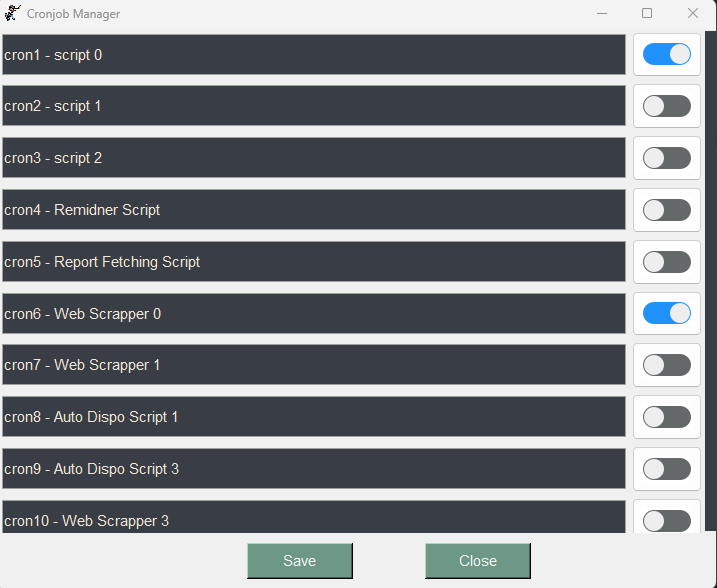 Cronjob Manager
cron1 - script 0
cron2 - script 1
cron3 - script 2
cron4 - Remidner Script
cron5 - Report Fetching Script
cron6 - Web Scrapper 0
cron7 - Web Scrapper 1
cron8 - Auto Dispo Script 1
cron9 - Auto Dispo Script 3
cron10 - Web Scrapper 3
Save Close